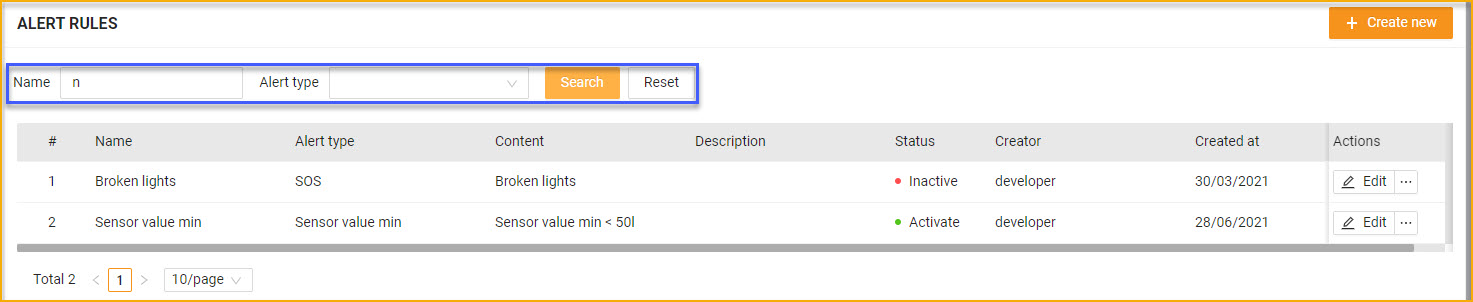 ALERT RULES
+ Create new
Name n Alert type Search Reset
# Name Alert type Content Description Status Creator Created at Actions
1 Broken lights SOS Broken lights Inactive developer 30/03/2021 Edit ...
2 Sensor value min Sensor value min Sensor value min < 50l Activate developer 28/06/2021 Edit ...
Total 2 < 1 > 10/page